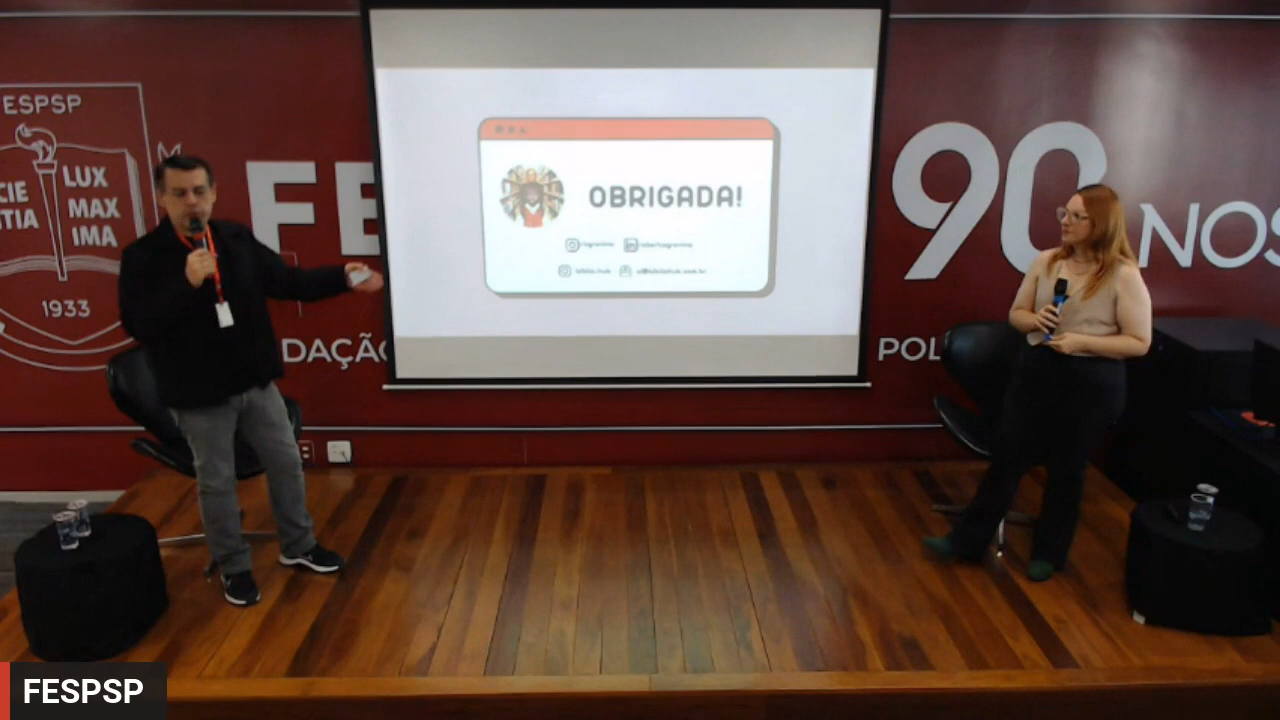 FESPSP
CIE LUX
TIA MAX
IMA
1933
FE
DAÇÃO
OBRIGADA!
90
NOS
POL
FESPSP